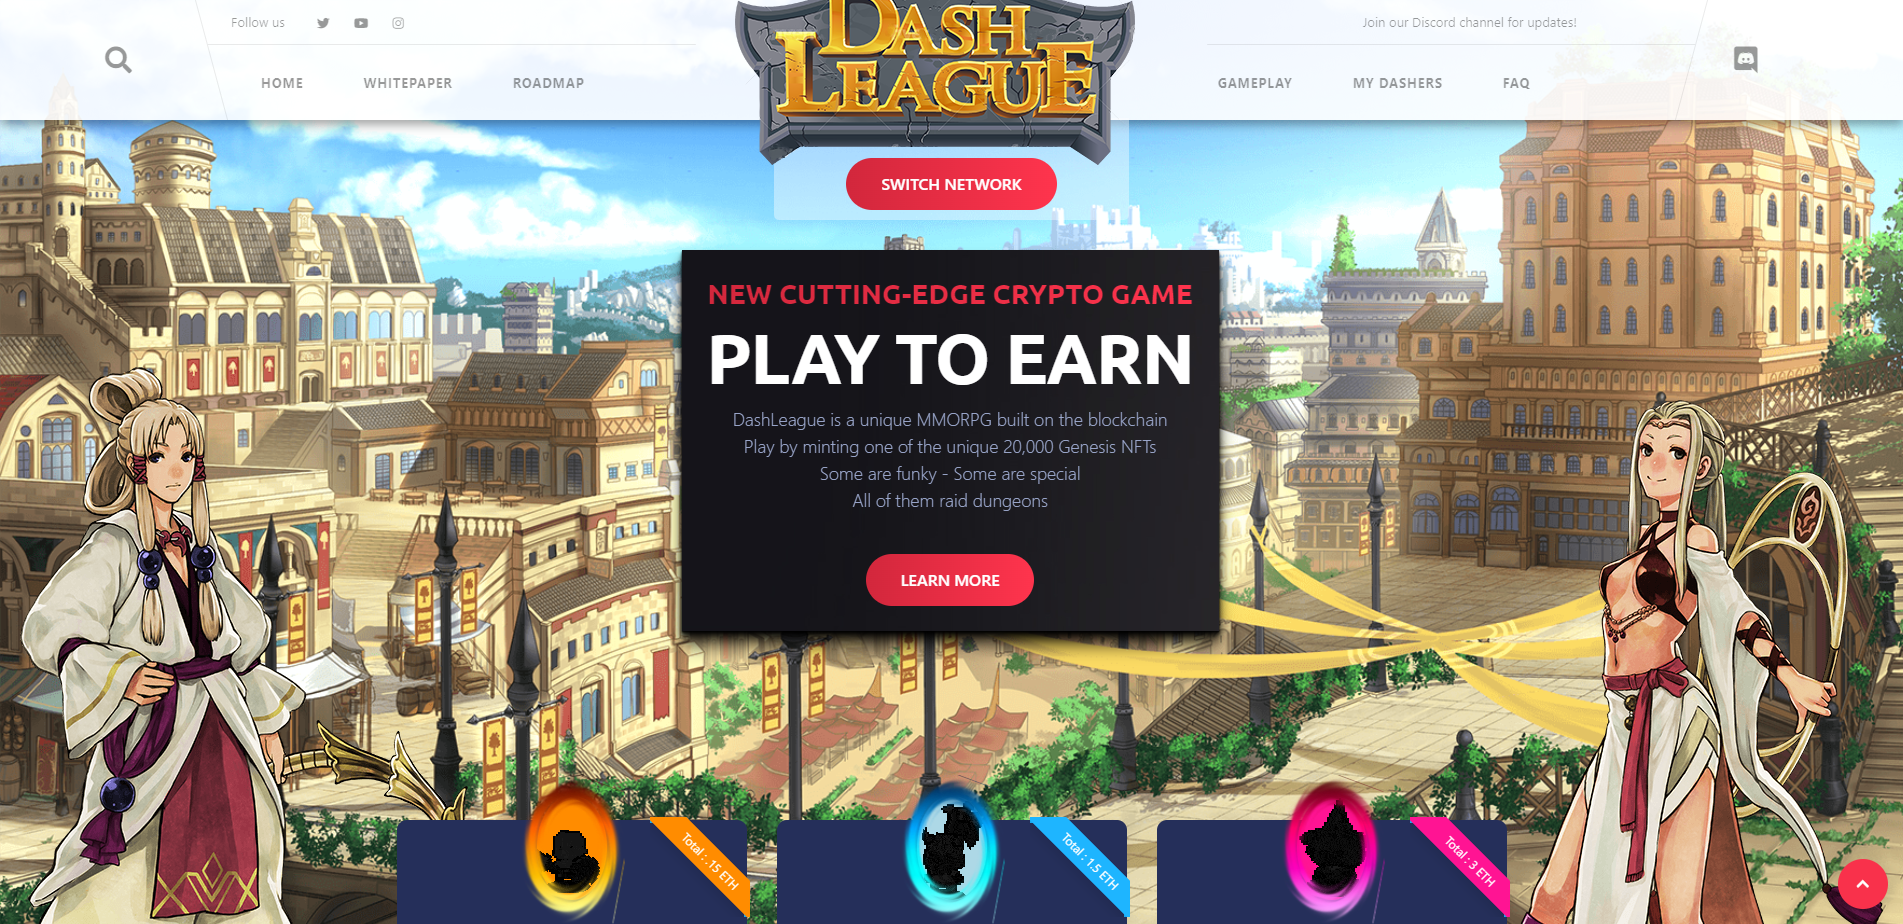 Follow us
Join our Discord channel for updates!
DASH
LEAGUE
HOME
WHITEPAPER
ROADMAP
GAMEPLAY
MY DASHERS
FAQ
SWITCH NETWORK
NEW CUTTING-EDGE CRYPTO GAME
PLAY TO EARN
DashLeague is a unique MMORPG built on the blockchain
Play by minting one of the unique 20,000 Genesis NFTs
Some are funky - Some are special
All of them raid dungeons
LEARN MORE
Total : .15 ETH
Total : 1.5 ETH
Total : 3 ETH